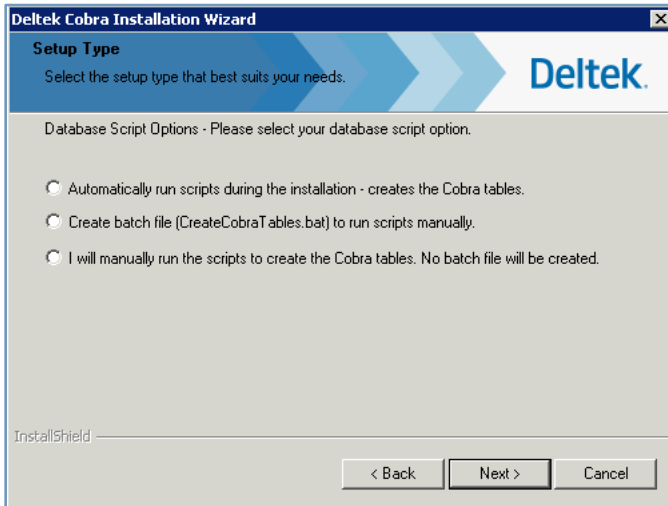 Deltek Cobra Installation Wizard
Setup Type
Select the setup type that best suits your needs.
Deltek.
Database Script Options - Please select your database script option.
Automatically run scripts during the installation - creates the Cobra tables.
Create batch file (CreateCobraTables.bat) to run scripts manually.
I will manually run the scripts to create the Cobra tables. No batch file will be created.
InstallShield
< Back Next > Cancel